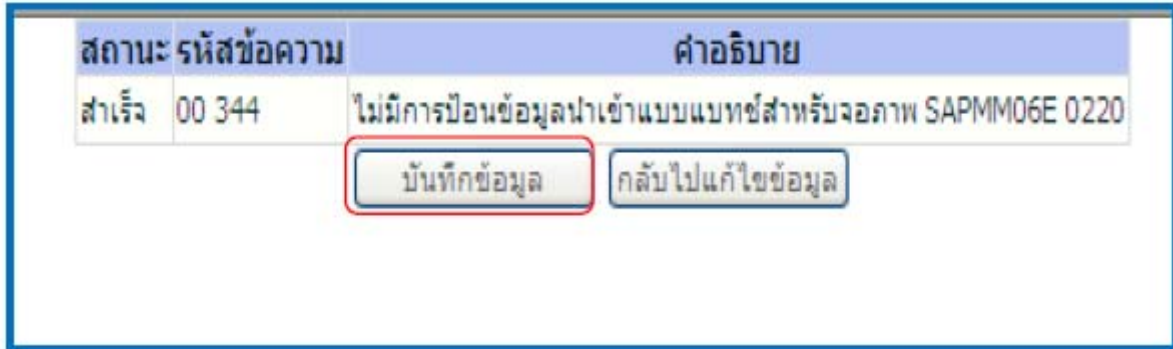 สถานะ รหัสข้อความ คำอธิบาย
สำเร็จ 00 344 ไม่มีการป้อนข้อมูลนำเข้าแบบแบทช์สำหรับจอภาพ SAPMM06E 0220
บันทึกข้อมูล กลับไปแก้ไขข้อมูล